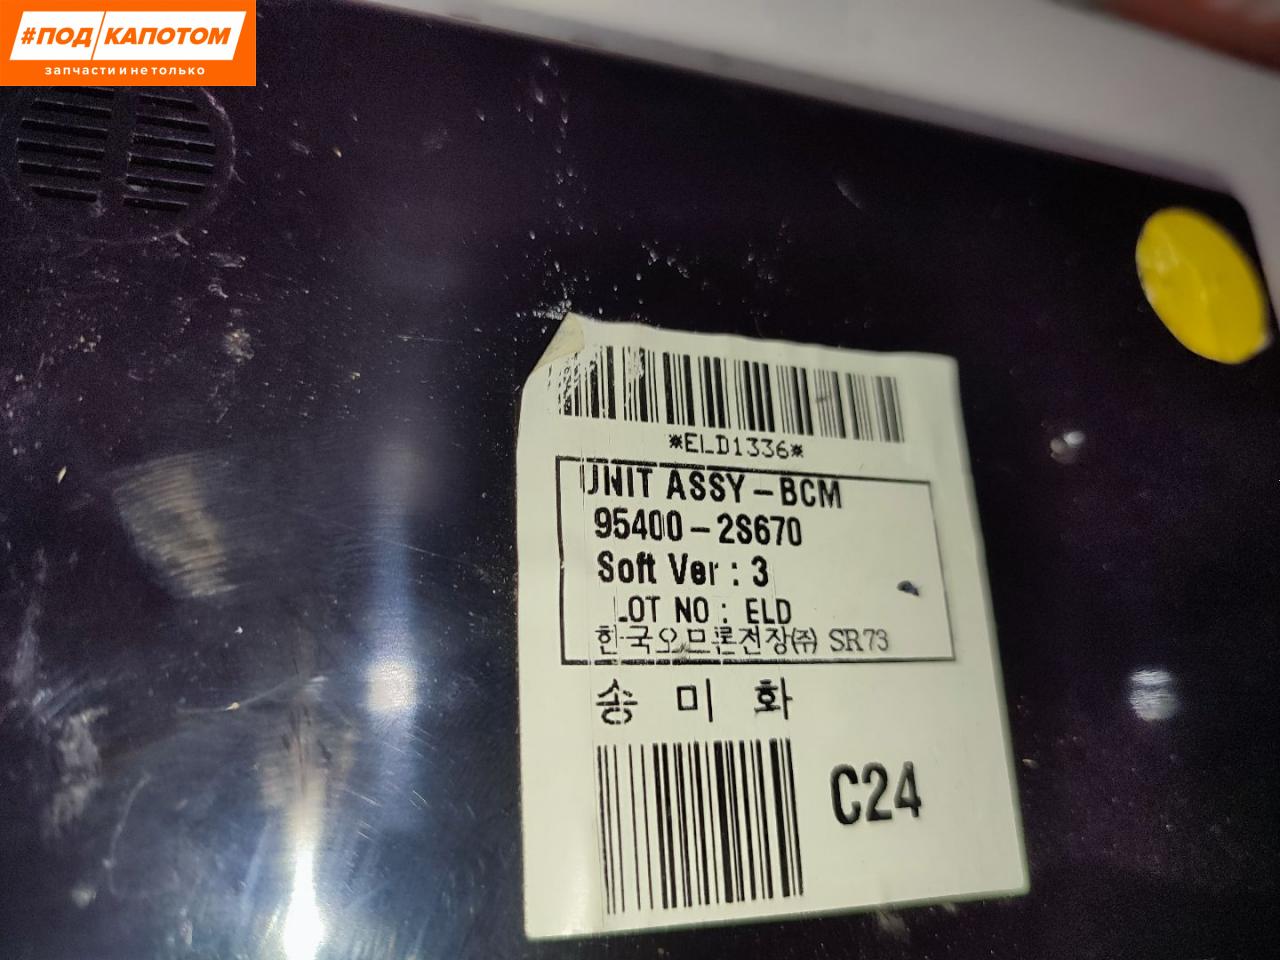 #ПОД КАПОТОМ
запчасти и не только
*ELD1336*
UNIT ASSY-BCM
95400-2S670
Soft Ver : 3
LOT NO : ELD
한국오므론전장㈜ SR73
송 미 화
C24